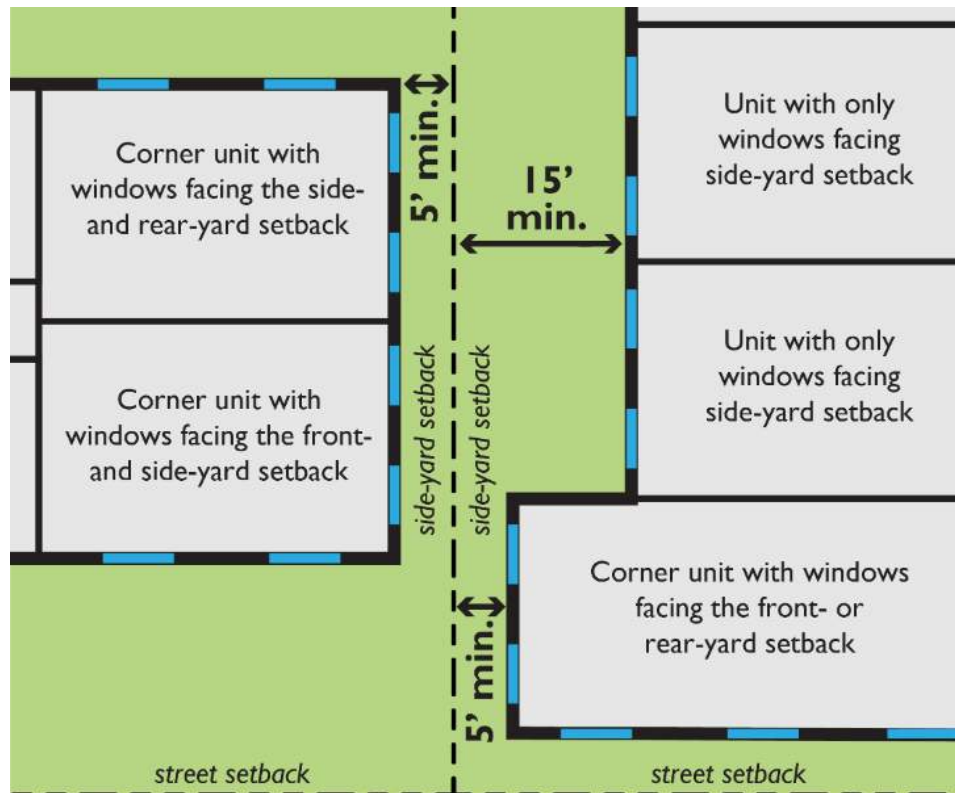 Corner unit with
windows facing the side-
and rear-yard setback
Corner unit with
windows facing the front-
and side-yard setback
5' min.
side-yard setback
side-yard setback
15'
min.
5' min.
Unit with only
windows facing
side-yard setback
Unit with only
windows facing
side-yard setback
Corner unit with windows
facing the front- or
rear-yard setback
street setback
street setback